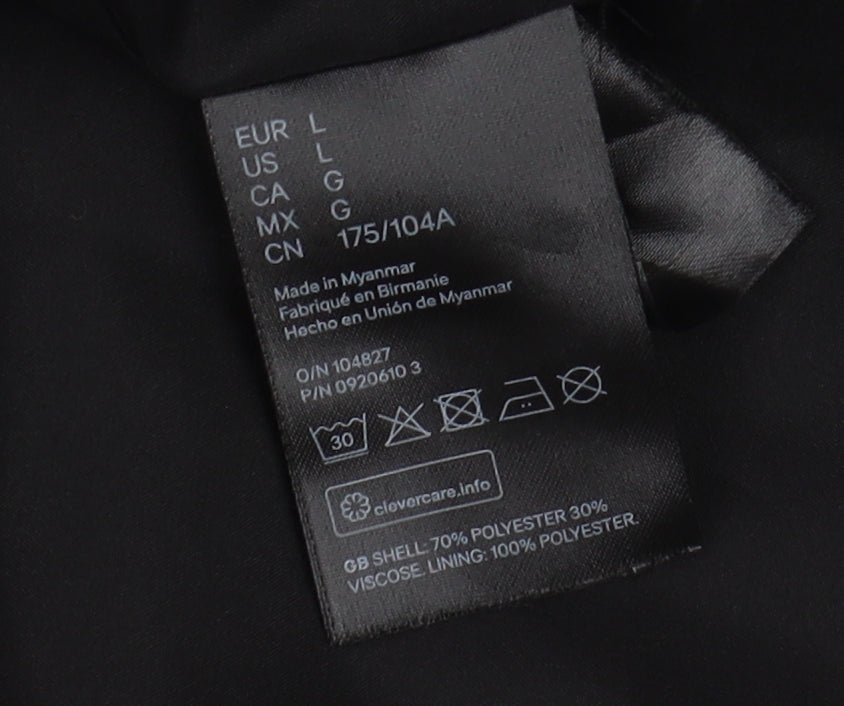 EUR L
US L
CA G
MX G
CN 175/104A
Made in Myanmar
Fabriqué en Birmanie
Hecho en Unión de Myanmar
O/N 104827
P/N 0920610 3
30
clevercare.info
GB SHELL: 70% POLYESTER 30%
VISCOSE. LINING: 100% POLYESTER.